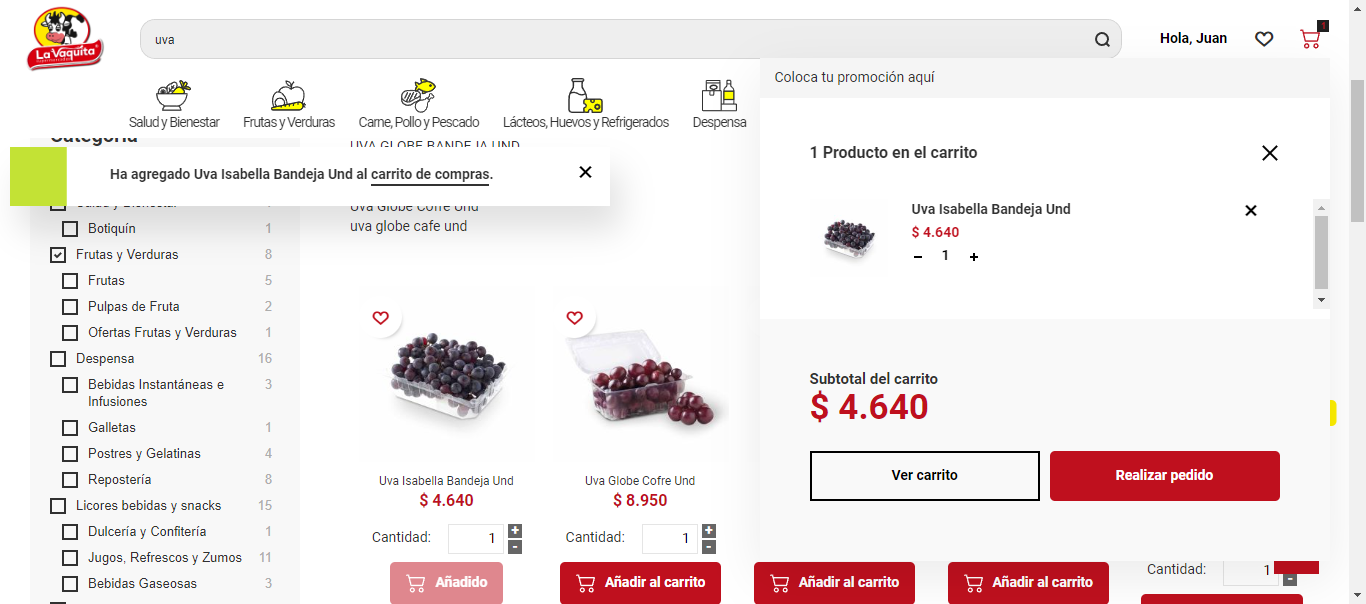 La Vaquita
uva
Hola, Juan
1
Salud y Bienestar
Frutas y Verduras
Carne, Pollo y Pescado
Lácteos, Huevos y Refrigerados
Despensa
Coloca tu promoción aquí
1 Producto en el carrito
Uva Isabella Bandeja Und
$ 4.640
1
Subtotal del carrito
$ 4.640
Ver carrito
Realizar pedido
Ha agregado Uva Isabella Bandeja Und al carrito de compras.
Categoría
Salud y Bienestar
Botiquín 1
Frutas y Verduras 8
Frutas 5
Pulpas de Fruta 2
Ofertas Frutas y Verduras 1
Despensa 16
Bebidas Instantáneas e 3
Infusiones
Galletas 1
Postres y Gelatinas 4
Repostería 8
Licores bebidas y snacks 15
Dulcería y Confitería 1
Jugos, Refrescos y Zumos 11
Bebidas Gaseosas 3
UVA GLOBE BANDEJA UND
Uva Globe Cofre Und
uva globe cafe und
Uva Isabella Bandeja Und
$ 4.640
Cantidad: 1 + -
Añadido
Uva Globe Cofre Und
$ 8.950
Cantidad: 1 + -
Añadir al carrito
Añadir al carrito
Añadir al carrito
Cantidad: 1 -